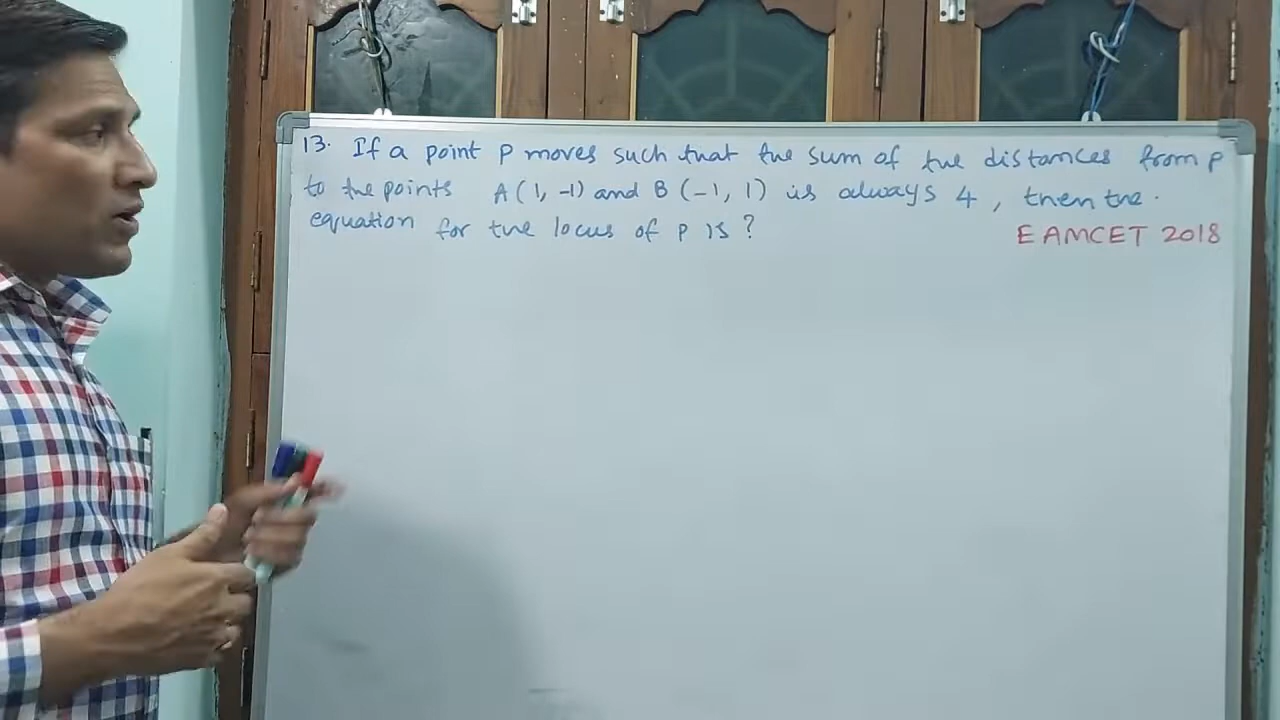 13. If a point P moves such that the sum of the distances from P
to the points A(1, -1) and B (-1, 1) is always 4, then the.
equation for the locus of P is?
EAMCET 2018